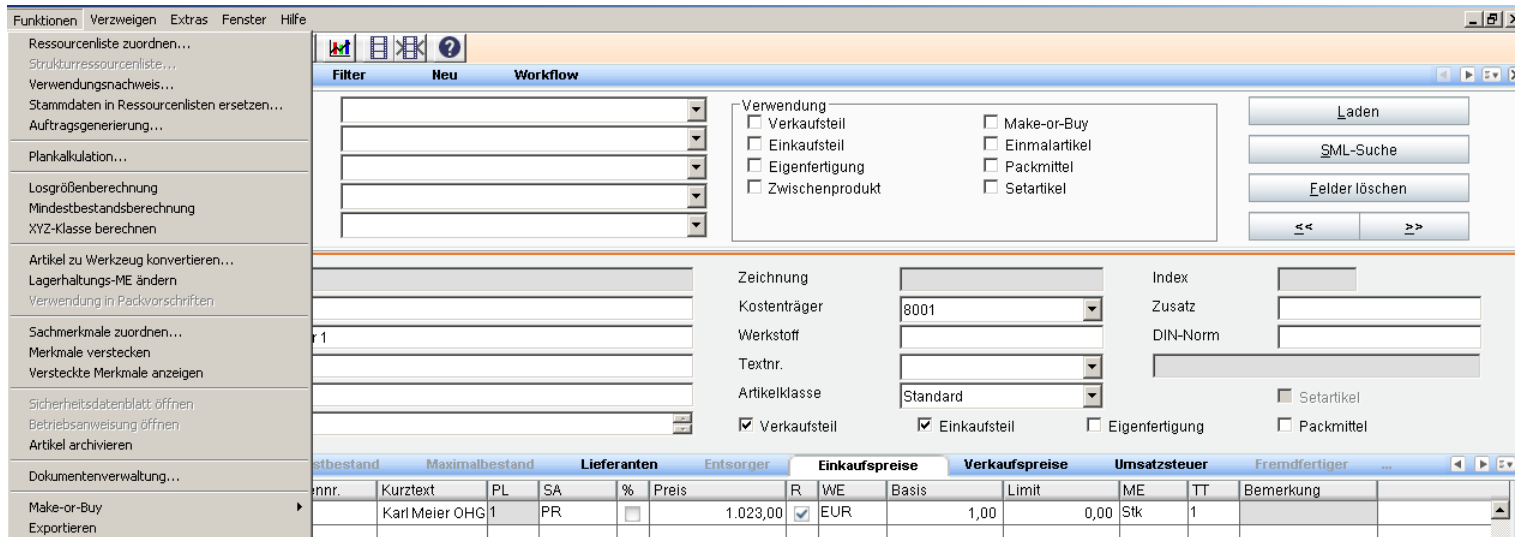 Funktionen Verzweigen Extras Fenster Hilfe
Ressourcenliste zuordnen...
Strukturressourcenliste...
Verwendungsnachweis...
Stammdaten in Ressourcenlisten ersetzen...
Auftragsgenerierung...
Plankalkulation...
Losgrößenberechnung
Mindestbestandsberechnung
XYZ-Klasse berechnen
Artikel zu Werkzeug konvertieren...
Lagerhaltungs-ME ändern
Verwendung in Packvorschriften
Sachmerkmale zuordnen...
Merkmale verstecken
Versteckte Merkmale anzeigen
Sicherheitsdatenblatt öffnen
Betriebsanweisung öffnen
Artikel archivieren
Dokumentenverwaltung...
Make-or-Buy
Exportieren
Filter Neu Workflow
Verwendung
Verkaufsteil Make-or-Buy
Einkaufsteil Einmalartikel
Eigenfertigung Packmittel
Zwischenprodukt Setartikel
Laden
SML-Suche
Felder löschen
<< >>
Zeichnung Index
Kostenträger 8001 Zusatz
r 1 Werkstoff DIN-Norm
Textnr.
Artikelklasse Standard Setartikel
Verkaufsteil Einkaufsteil Eigenfertigung Packmittel
stbestand Maximalbestand Lieferanten Entsorger Einkaufspreise Verkaufspreise Umsatzsteuer Fremdfertiger ...
ennr. Kurztext PL SA % Preis R WE Basis Limit ME TT Bemerkung
Karl Meier OHG 1 PR 1.023,00 EUR 1,00 0,00 Stk 1